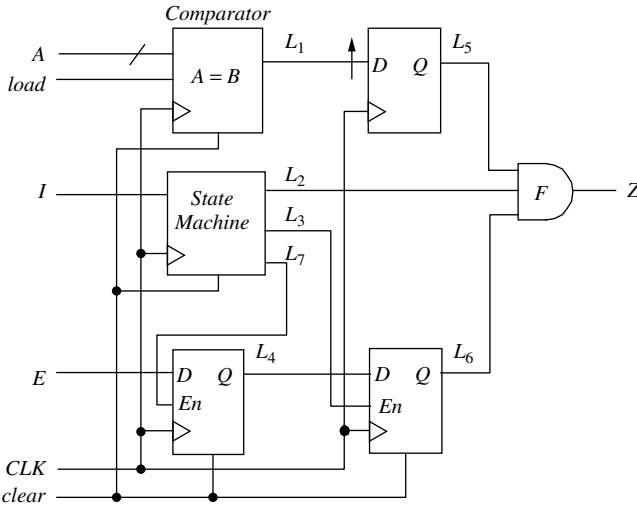 Comparator
A
load
A = B
L1
D Q
L5
I
State
Machine
L2
L3
L7
F
Z
E
D Q
En
L4
D Q
En
L6
CLK
clear